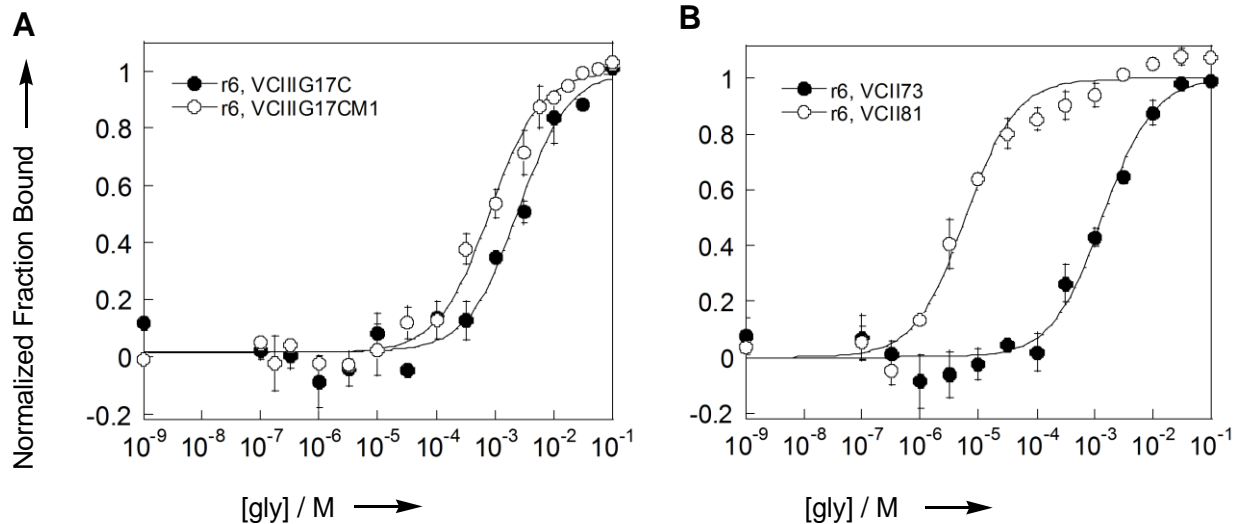 A
B
Normalized Fraction Bound
r6, VCIIIG17C
r6, VCIIIG17CM1
1
0.8
0.6
0.4
0.2
0
-0.2
10-9 10-8 10-7 10-6 10-5 10-4 10-3 10-2 10-1
[gly] / M
r6, VCII73
r6, VCII81
1
0.8
0.6
0.4
0.2
0
-0.2
10-9 10-8 10-7 10-6 10-5 10-4 10-3 10-2 10-1
[gly] / M